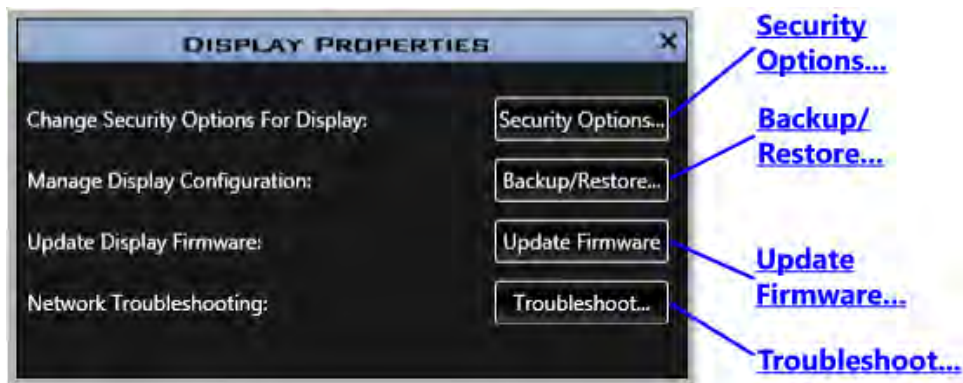 DISPLAY PROPERTIES ×
Change Security Options For Display: Security Options...
Manage Display Configuration: Backup/Restore...
Update Display Firmware: Update Firmware
Network Troubleshooting: Troubleshoot...
Security
Options...
Backup/
Restore...
Update
Firmware...
Troubleshoot...